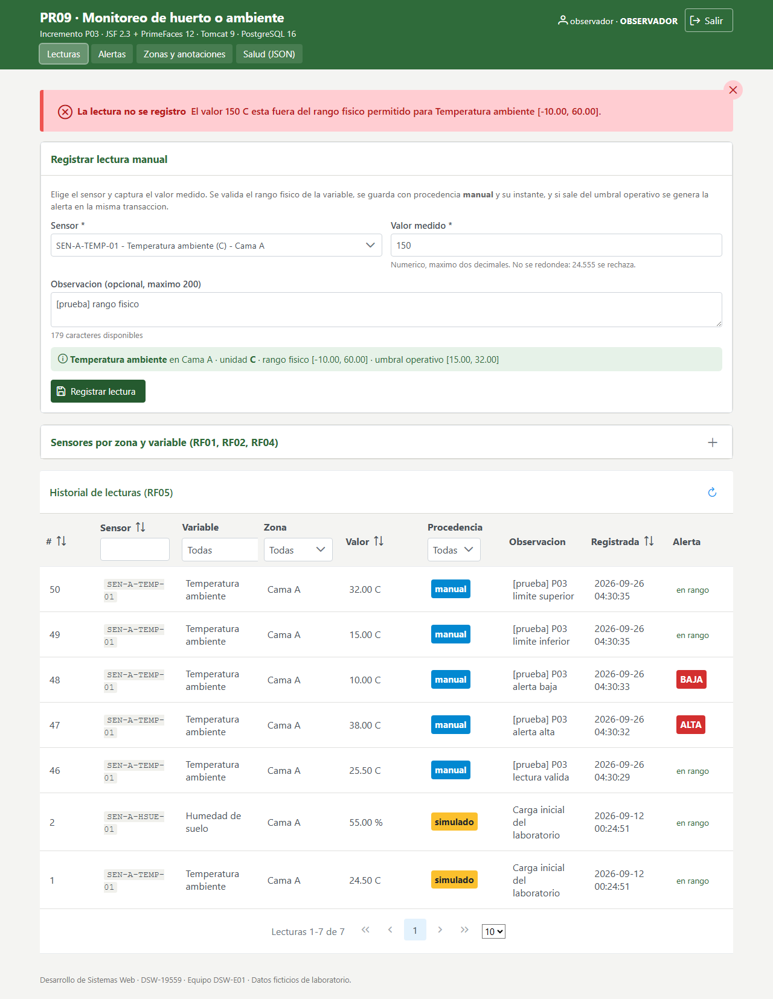 PR09 · Monitoreo de huerto o ambiente
Incremento P03 · JSF 2.3 + PrimeFaces 12 · Tomcat 9 · PostgreSQL 16
observador · OBSERVADOR
Salir
Lecturas
Alertas
Zonas y anotaciones
Salud (JSON)
La lectura no se registro El valor 150 C esta fuera del rango fisico permitido para Temperatura ambiente [-10.00, 60.00].
Registrar lectura manual
Elige el sensor y captura el valor medido. Se valida el rango fisico de la variable, se guarda con procedencia manual y su instante, y si sale del umbral operativo se genera la
alerta en la misma transaccion.
Sensor *
Valor medido *
SEN-A-TEMP-01 - Temperatura ambiente (C) - Cama A
150
Numerico, maximo dos decimales. No se redondea: 24.555 se rechaza.
Observacion (opcional, maximo 200)
[prueba] rango fisico
179 caracteres disponibles
Temperatura ambiente en Cama A · unidad C · rango fisico [-10.00, 60.00] · umbral operativo [15.00, 32.00]
Registrar lectura
Sensores por zona y variable (RF01, RF02, RF04)
Historial de lecturas (RF05)
#
Sensor
Variable
Todas
Zona
Todas
Valor
Procedencia
Todas
Observacion
Registrada
Alerta
50
SEN-A-TEMP-
01
Temperatura
ambiente
Cama A
32.00 C
manual
[prueba] P03
limite superior
2026-09-26
04:30:35
en rango
49
SEN-A-TEMP-
01
Temperatura
ambiente
Cama A
15.00 C
manual
[prueba] P03
limite inferior
2026-09-26
04:30:35
en rango
48
SEN-A-TEMP-
01
Temperatura
ambiente
Cama A
10.00 C
manual
[prueba] P03
alerta baja
2026-09-26
04:30:33
BAJA
47
SEN-A-TEMP-
01
Temperatura
ambiente
Cama A
38.00 C
manual
[prueba] P03
alerta alta
2026-09-26
04:30:32
ALTA
46
SEN-A-TEMP-
01
Temperatura
ambiente
Cama A
25.50 C
manual
[prueba] P03
lectura valida
2026-09-26
04:30:29
en rango
2
SEN-A-HSUE-
01
Humedad de
suelo
Cama A
55.00 %
simulado
Carga inicial
del
laboratorio
2026-09-12
00:24:51
en rango
1
SEN-A-TEMP-
01
Temperatura
ambiente
Cama A
24.50 C
simulado
Carga inicial
del
laboratorio
2026-09-12
00:24:51
en rango
Lecturas 1-7 de 7
1
10
Desarrollo de Sistemas Web · DSW-19559 · Equipo DSW-E01 · Datos ficticios de laboratorio.